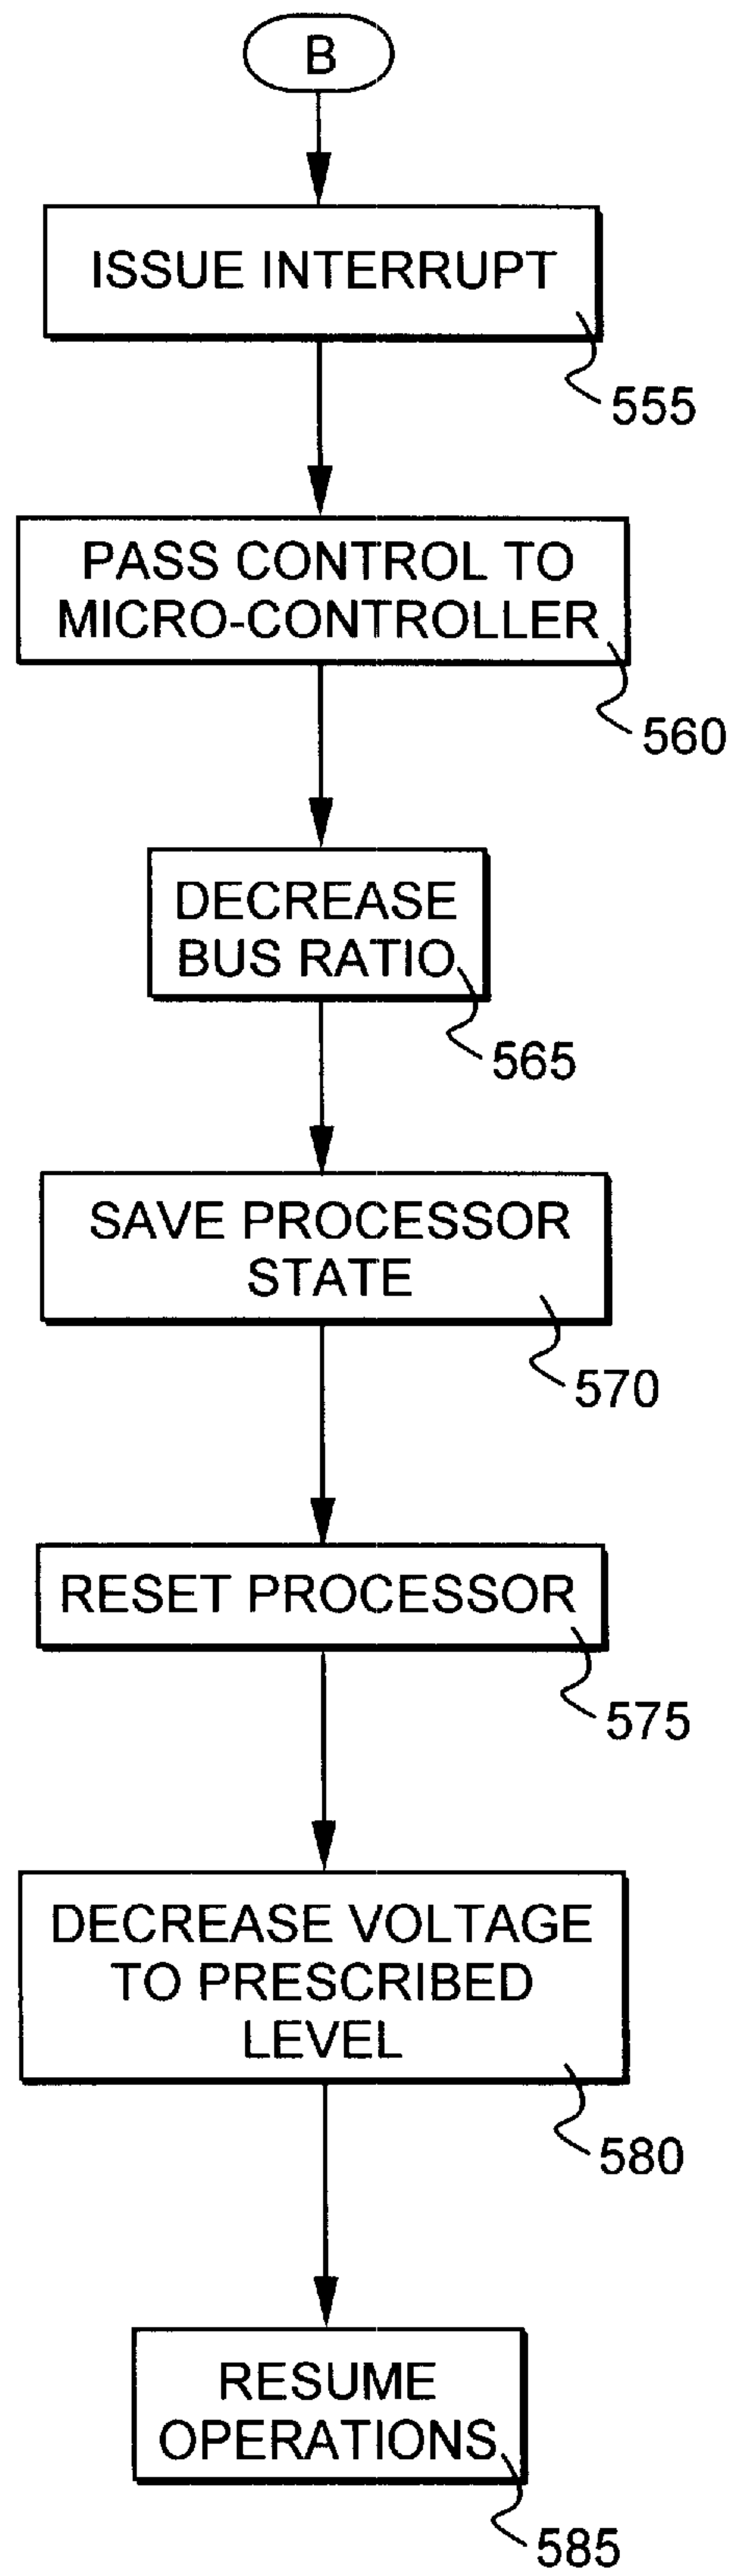 B
ISSUE INTERRUPT
555
PASS CONTROL TO
MICRO-CONTROLLER
560
DECREASE
BUS RATIO
565
SAVE PROCESSOR
STATE
570
RESET PROCESSOR
575
DECREASE VOLTAGE
TO PRESCRIBED
LEVEL
580
RESUME
OPERATIONS
585